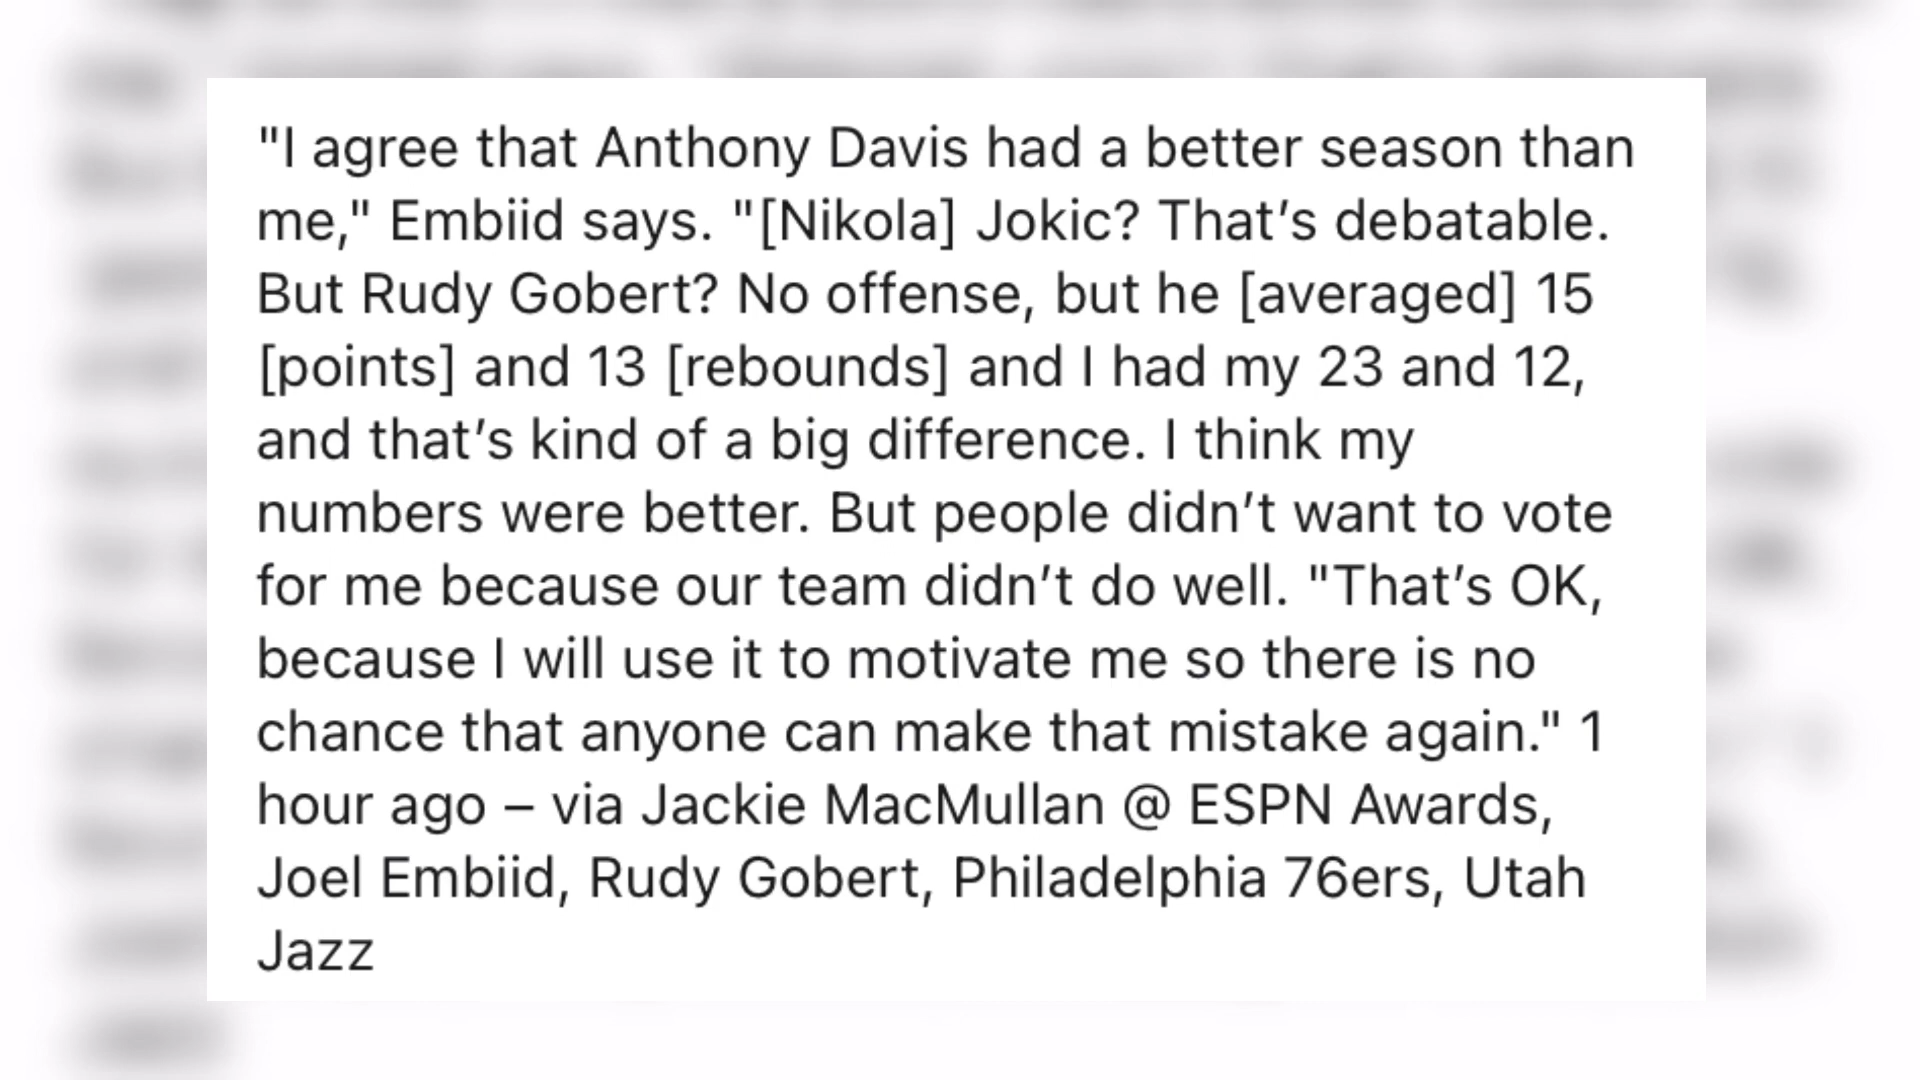 "I agree that Anthony Davis had a better season than
me," Embiid says. "[Nikola] Jokic? That’s debatable.
But Rudy Gobert? No offense, but he [averaged] 15
[points] and 13 [rebounds] and I had my 23 and 12,
and that’s kind of a big difference. I think my
numbers were better. But people didn’t want to vote
for me because our team didn’t do well. "That’s OK,
because I will use it to motivate me so there is no
chance that anyone can make that mistake again." 1
hour ago – via Jackie MacMullan @ ESPN Awards,
Joel Embiid, Rudy Gobert, Philadelphia 76ers, Utah
Jazz